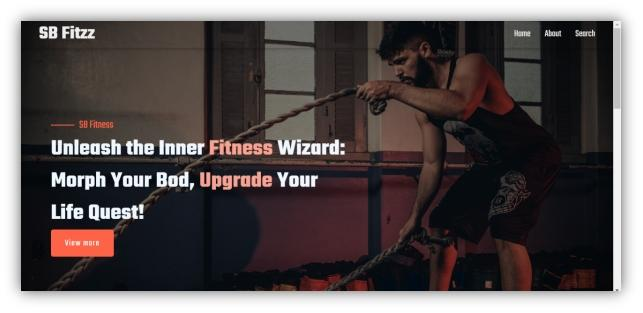 SB Fitzz
Home About Search
SB Fitness
Unleash the Inner Fitness Wizard:
Morph Your Bod, Upgrade Your
Life Quest!
View more